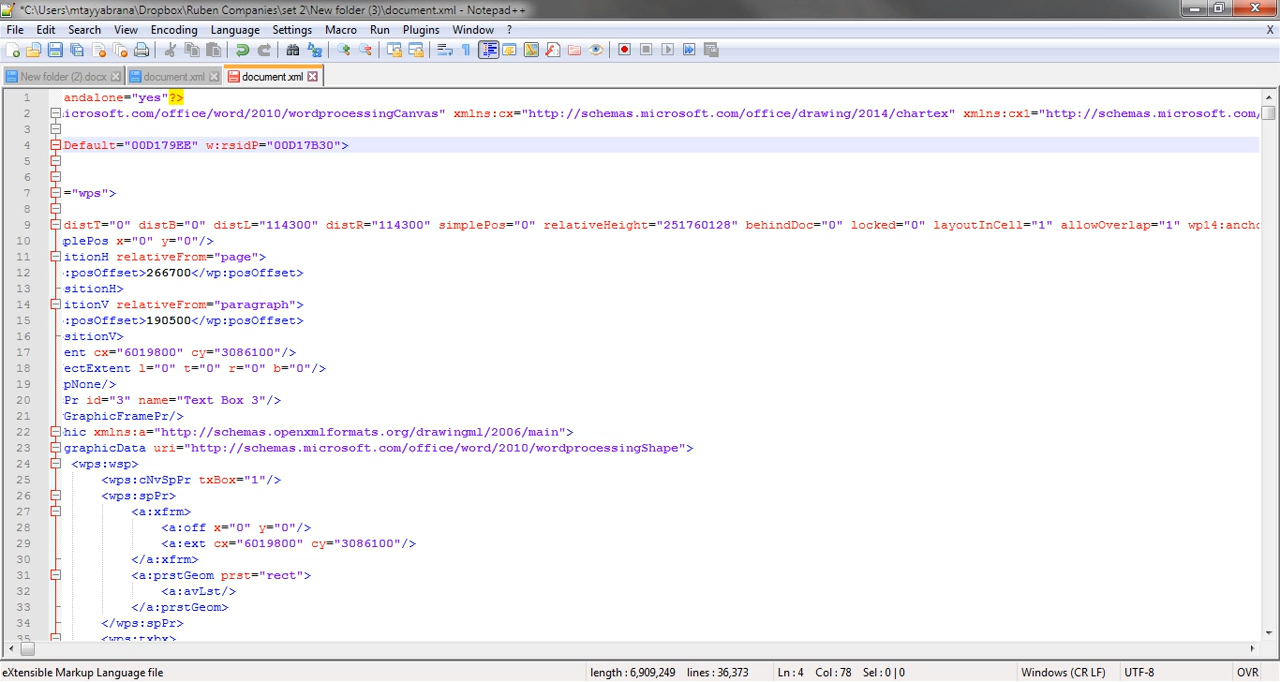 *C:\Users\mtayyabrana\Dropbox\Ruben Companies\set 2\New folder (3)\document.xml - Notepad++
File Edit Search View Encoding Language Settings Macro Run Plugins Window ? X
New folder (2).docx document.xml document.xml
1 andalone="yes"?>
2 icrosoft.com/office/word/2010/wordprocessingCanvas" xmlns:cx="http://schemas.microsoft.com/office/drawing/2014/chartex" xmlns:cx1="http://schemas.microsoft.com/
3
4 Default="00D179EE" w:rsidP="00D17B30">
5
6
7 ="wps">
8
9 distT="0" distB="0" distL="114300" distR="114300" simplePos="0" relativeHeight="251760128" behindDoc="0" locked="0" layoutInCell="1" allowOverlap="1" wp14:ancho
10 plePos x="0" y="0"/>
11 itionH relativeFrom="page">
12 :posOffset>266700</wp:posOffset>
13 sitionH>
14 itionV relativeFrom="paragraph">
15 :posOffset>190500</wp:posOffset>
16 sitionV>
17 ent cx="6019800" cy="3086100"/>
18 ectExtent l="0" t="0" r="0" b="0"/>
19 pNone/>
20 Pr id="3" name="Text Box 3"/>
21 GraphicFramePr/>
22 hic xmlns:a="http://schemas.openxmlformats.org/drawingml/2006/main">
23 graphicData uri="http://schemas.microsoft.com/office/word/2010/wordprocessingShape">
24 <wps:wsp>
25 <wps:cNvSpPr txBox="1"/>
26 <wps:spPr>
27 <a:xfrm>
28 <a:off x="0" y="0"/>
29 <a:ext cx="6019800" cy="3086100"/>
30 </a:xfrm>
31 <a:prstGeom prst="rect">
32 <a:avLst/>
33 </a:prstGeom>
34 </wps:spPr>
35 <wps:txbx>
eXtensible Markup Language file length : 6,909,249 lines : 36,373 Ln : 4 Col : 78 Sel : 0 | 0 Windows (CR LF) UTF-8 OVR